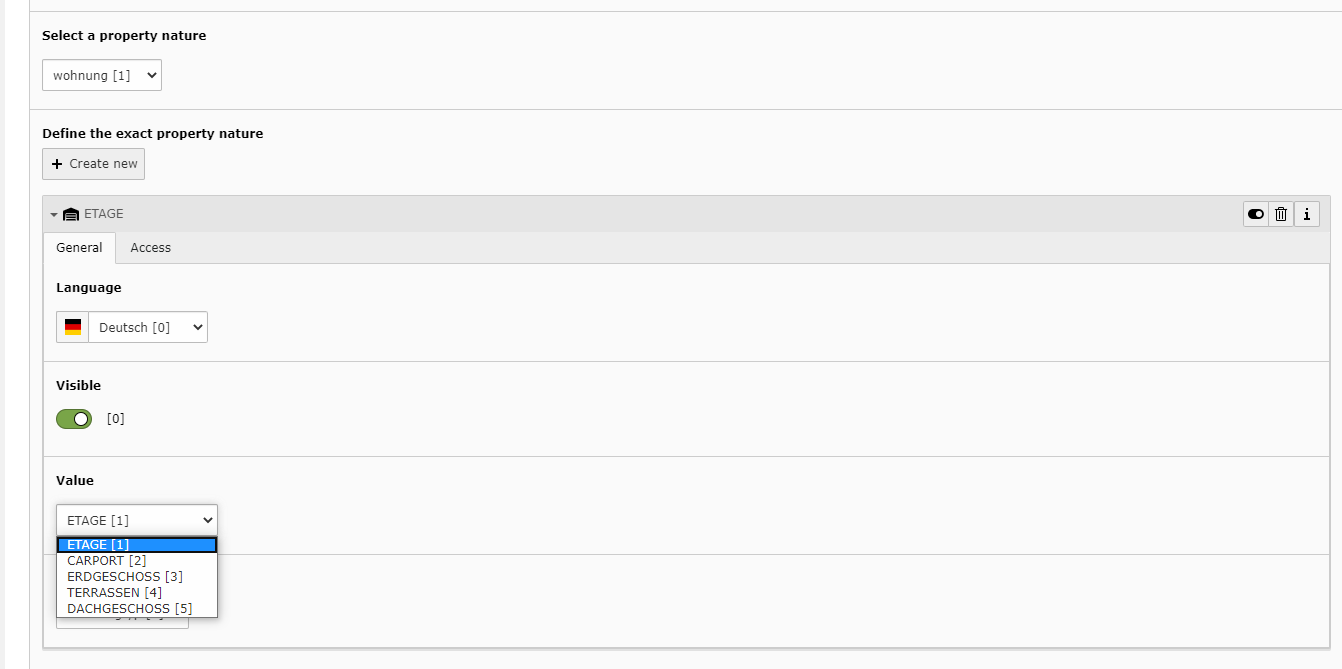 Select a property nature
wohnung [1]
Define the exact property nature
+ Create new
ETAGE
General Access
Language
Deutsch [0]
Visible
[0]
Value
ETAGE [1]
ETAGE [1]
CARPORT [2]
ERDGESCHOSS [3]
TERRASSEN [4]
DACHGESCHOSS [5]